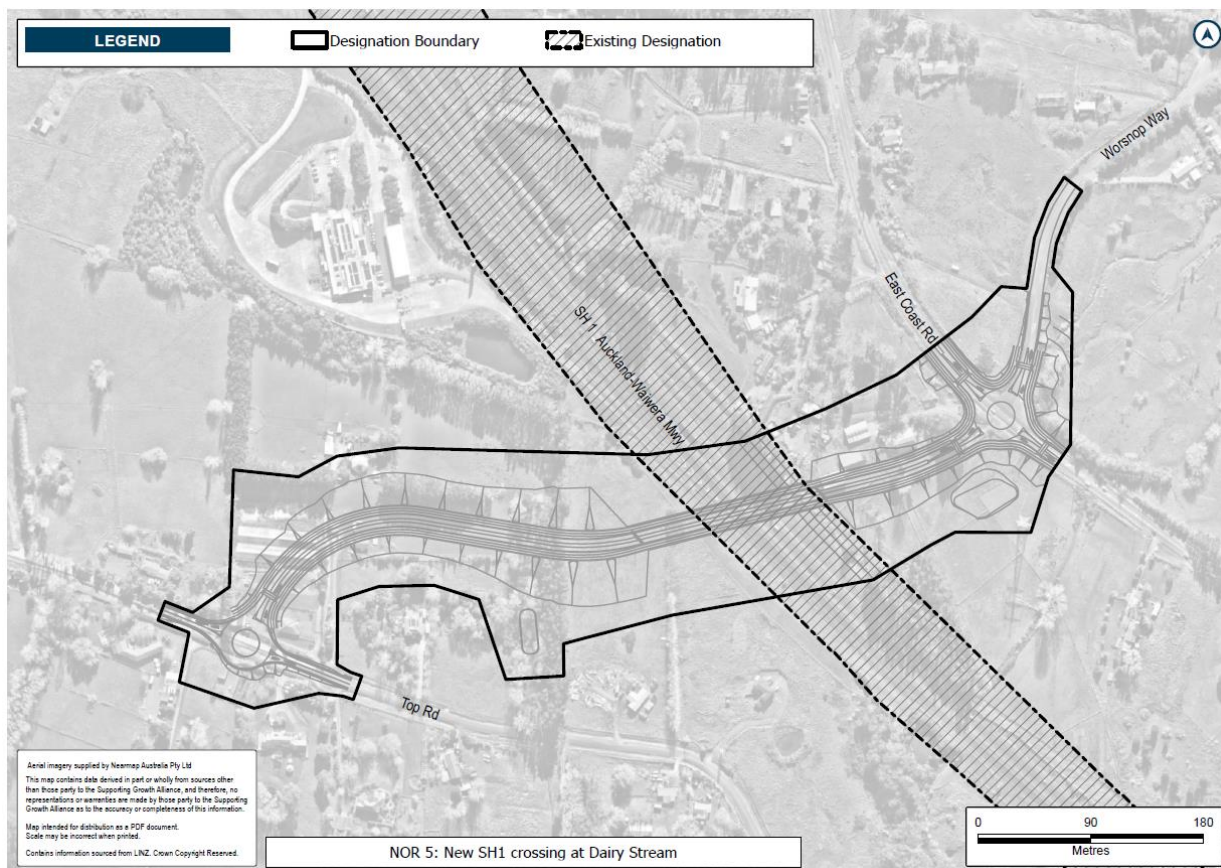 LEGEND
Designation Boundary
Existing Designation
Worsnop Way
East Coast Rd
SH 1 Auckland-Waiwera Mwy
Top Rd
Aerial imagery supplied by Nearmap Australia Pty Ltd
This map contains data derived in part or wholly from sources other
than those party to the Supporting Growth Alliance, and therefore, no
representations or warranties are made by those party to the Supporting
Growth Alliance as to the accuracy or completeness of this information.
Map intended for distribution as a PDF document.
Scale may be incorrect when printed.
Contains information sourced from LINZ. Crown Copyright Reserved.
NOR 5: New SH1 crossing at Dairy Stream
0 90 180
Metres